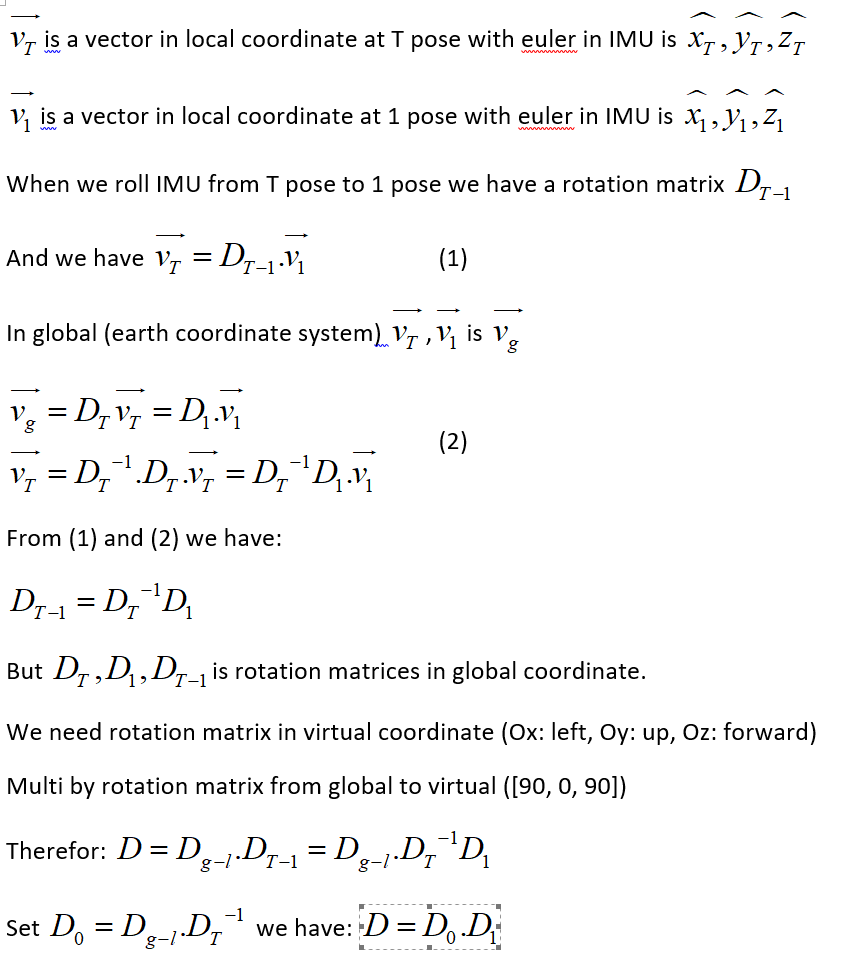 $\overrightarrow{v_T}$ is a vector in local coordinate at T pose with euler in IMU is $\widehat{x_T}, \widehat{y_T}, \widehat{z_T}$
$\overrightarrow{v_1}$ is a vector in local coordinate at 1 pose with euler in IMU is $\widehat{x_1}, \widehat{y_1}, \widehat{z_1}$
When we roll IMU from T pose to 1 pose we have a rotation matrix $D_{T-1}$
And we have $\overrightarrow{v_T} = D_{T-1}.\overrightarrow{v_1}$ (1)
In global (earth coordinate system) $\overrightarrow{v_T}, \overrightarrow{v_1}$ is $\overrightarrow{v_g}$
$\overrightarrow{v_g} = D_T \overrightarrow{v_T} = D_1.\overrightarrow{v_1}$
(2)
$\overrightarrow{v_T} = D_T^{-1}.D_T.\overrightarrow{v_T} = D_T^{-1}D_1.\overrightarrow{v_1}$
From (1) and (2) we have:
$D_{T-1} = D_T^{-1}D_1$
But $D_T, D_1, D_{T-1}$ is rotation matrices in global coordinate.
We need rotation matrix in virtual coordinate (Ox: left, Oy: up, Oz: forward)
Multi by rotation matrix from global to virtual ([90, 0, 90])
Therefor: $D = D_{g-l}.D_{T-1} = D_{g-l}.D_T^{-1}D_1$
Set $D_0 = D_{g-l}.D_T^{-1}$ we have: $D = D_0.D_1$